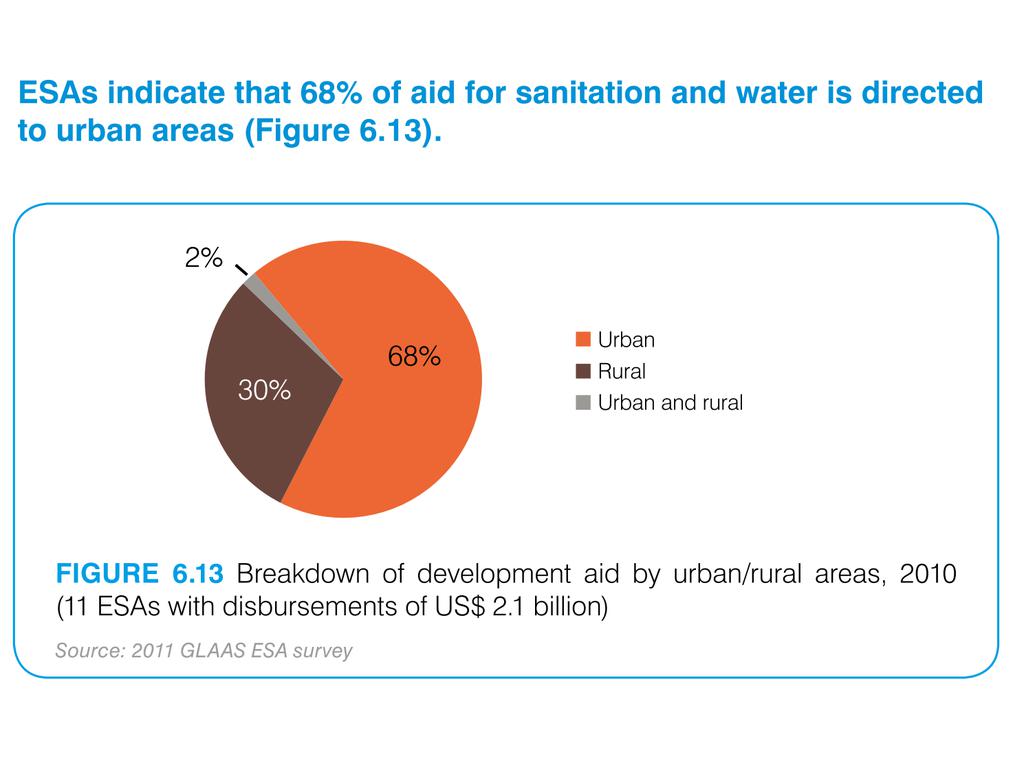 ESAs indicate that 68% of aid for sanitation and water is directed
to urban areas (Figure 6.13).
2%
68%
30%
Urban
Rural
Urban and rural
FIGURE 6.13 Breakdown of development aid by urban/rural areas, 2010
(11 ESAs with disbursements of US$ 2.1 billion)
Source: 2011 GLAAS ESA survey